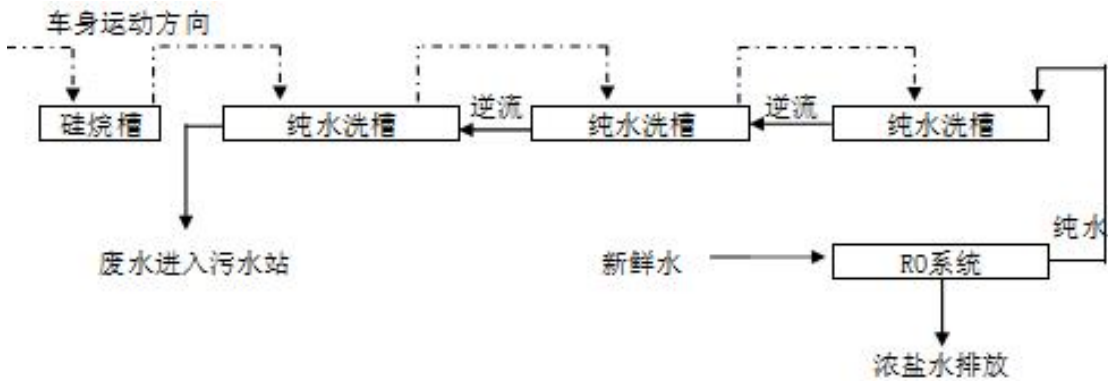 车身运动方向
逆流
逆流
硅烷槽
纯水洗槽
纯水洗槽
纯水洗槽
纯水
废水进入污水站
新鲜水
RO系统
浓盐水排放